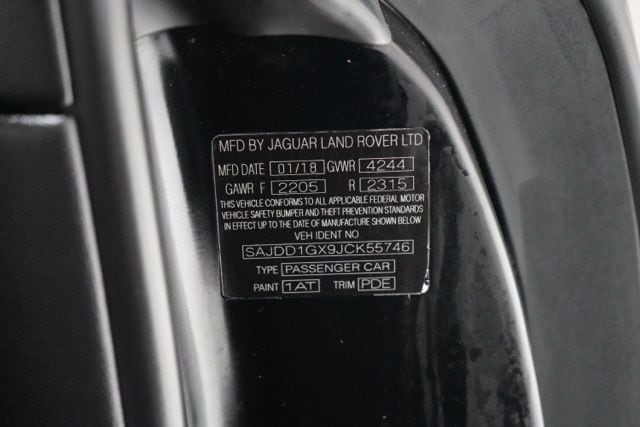 MFD BY JAGUAR LAND ROVER LTD
MFD DATE 01/18 GVWR 4244
GAWR F 2205 R 2315
THIS VEHICLE CONFORMS TO ALL APPLICABLE FEDERAL MOTOR
VEHICLE SAFETY BUMPER AND THEFT PREVENTION STANDARDS
IN EFFECT UP TO THE DATE OF MANUFACTURE SHOWN BELOW
VEH IDENT NO.
SAJDD1GX9JCK55746
TYPE PASSENGER CAR
PAINT 1AT TRIM PDE